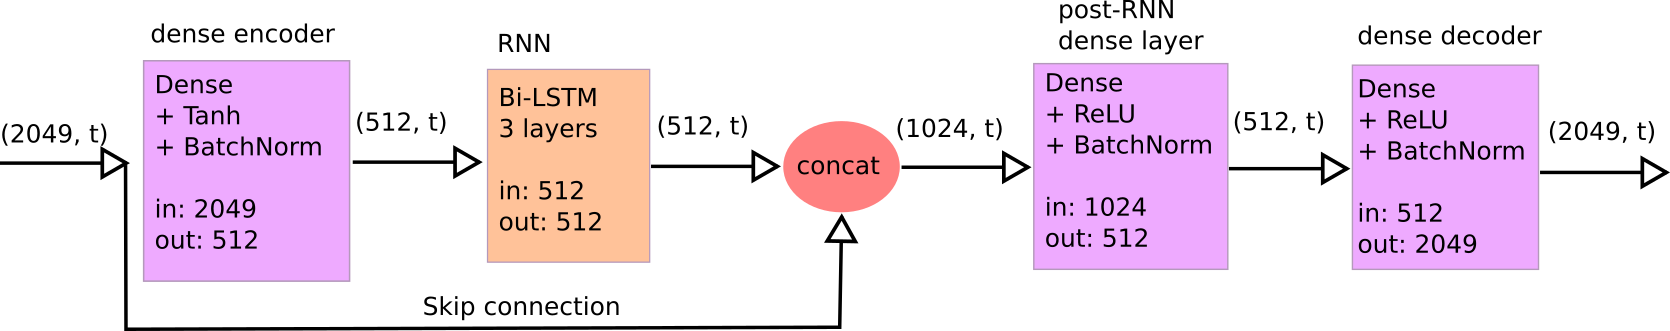 (2049, t)
dense encoder
Dense
+ Tanh
+ BatchNorm
in: 2049
out: 512
(512, t)
RNN
Bi-LSTM
3 layers
in: 512
out: 512
(512, t)
concat
Skip connection
(1024, t)
post-RNN
dense layer
Dense
+ ReLU
+ BatchNorm
in: 1024
out: 512
(512, t)
dense decoder
Dense
+ ReLU
+ BatchNorm
in: 512
out: 2049
(2049, t)